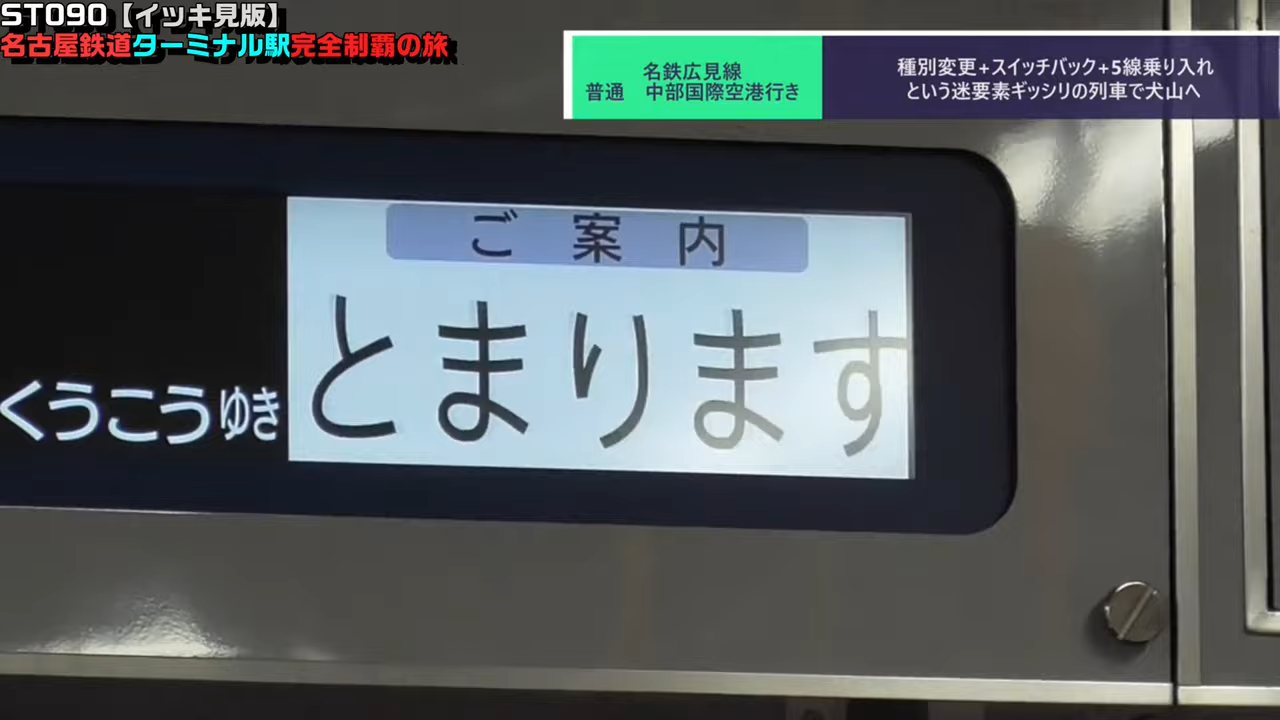 ST090【イッキ見版】
名古屋鉄道ターミナル駅完全制覇の旅
名鉄広見線
普通　中部国際空港行き
種別変更+スイッチバック+5線乗り入れ
という迷要素ギッシリの列車で犬山へ
ご案内
とまります
くうこうゆき